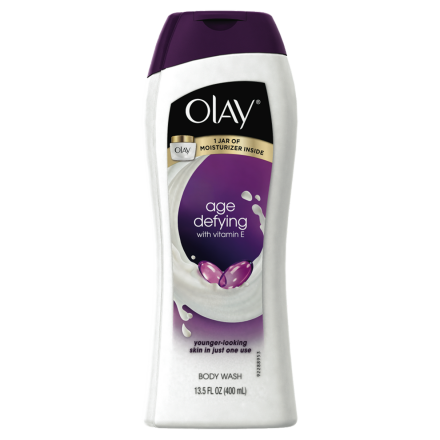 OLAY®
1 JAR OF
MOISTURIZER INSIDE
OLAY
age
defying
with vitamin E
younger-looking
skin in just one use
BODY WASH
13.5 FL OZ (400 mL)